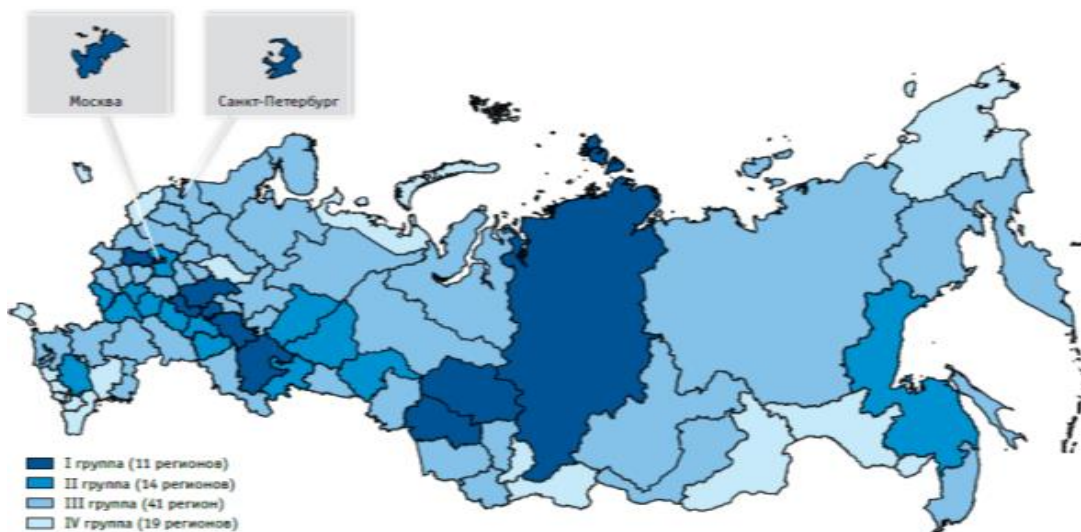 Москва
Санкт-Петербург
I группа (11 регионов)
II группа (14 регионов)
III группа (41 регион)
IV группа (19 регионов)